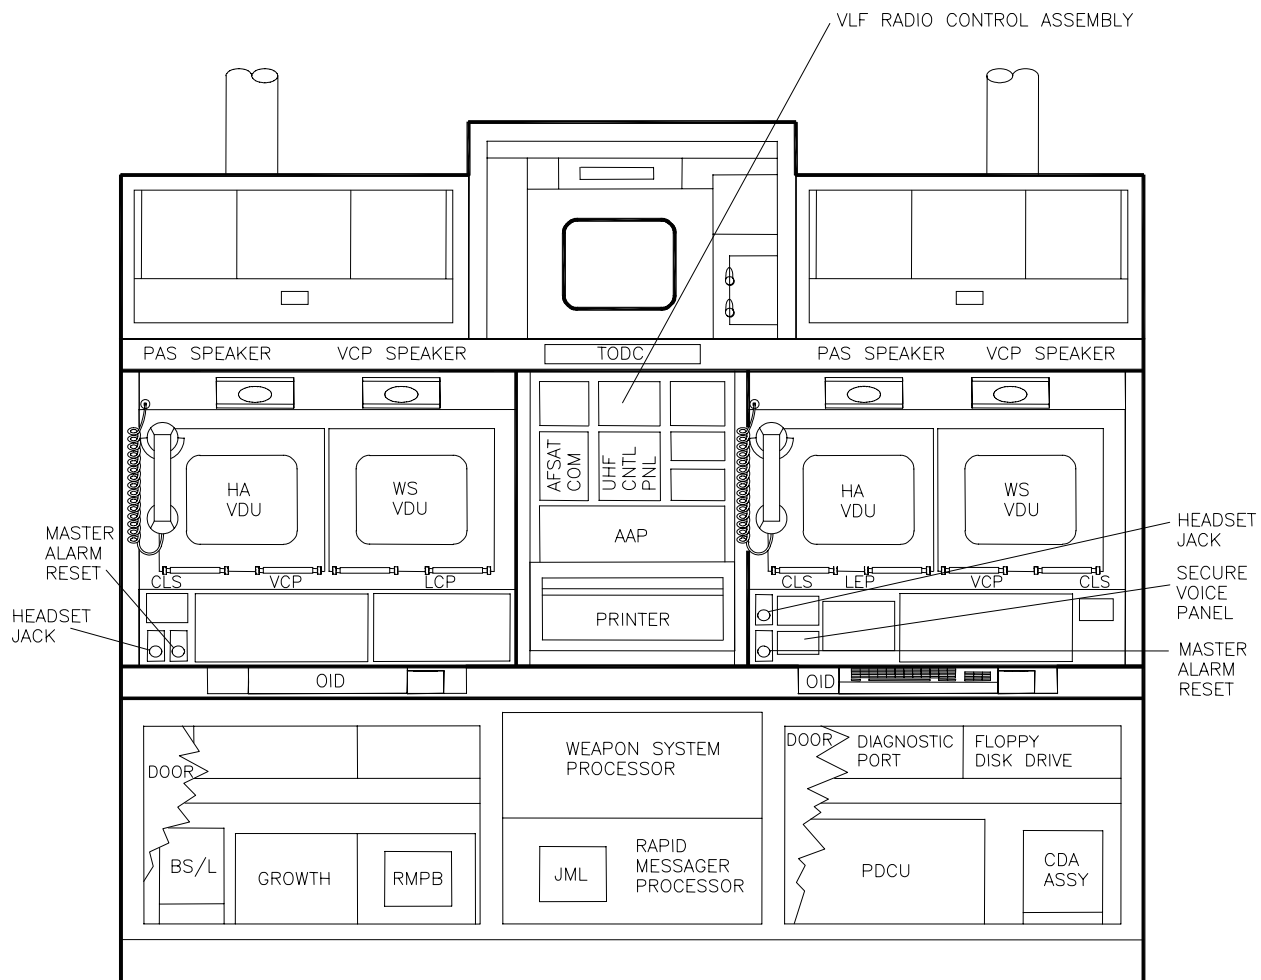 VLF RADIO CONTROL ASSEMBLY
PAS SPEAKER
VCP SPEAKER
TODC
PAS SPEAKER
VCP SPEAKER
AFSAT
COM
UHF
CNTL
PNL
HA
VDU
WS
VDU
AAP
HA
VDU
WS
VDU
MASTER
ALARM
RESET
HEADSET
JACK
CLS
VCP
LCP
CLS
LEP
VCP
CLS
HEADSET
JACK
SECURE
VOICE
PANEL
PRINTER
MASTER
ALARM
RESET
OID
OID
DOOR
WEAPON SYSTEM
PROCESSOR
DOOR
DIAGNOSTIC
PORT
FLOPPY
DISK DRIVE
BS/L
GROWTH
RMPB
JML
RAPID
MESSAGER
PROCESSOR
PDCU
CDA
ASSY